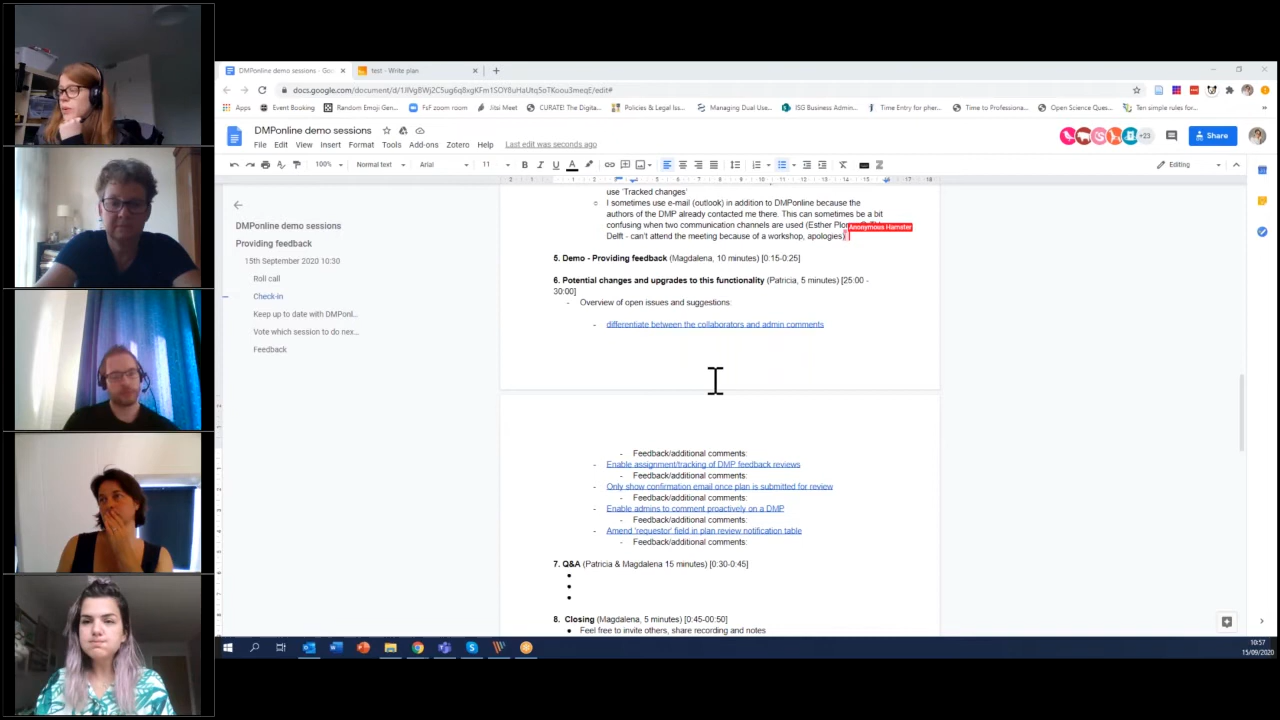 DMPonline demo sessions - Goo
test - Write plan
docs.google.com/document/d/
Apps
Event Booking
Random Emoji Gen...
FsF zoom room
Jitsi Meet
CURATE! The Digita...
Policies & Legal Iss...
Managing Dual Use...
ISG Business Admin...
Time Entry for pher...
Time to Professiona...
Open Science Ques...
Ten simple rules for...
DMPonline demo sessions
File Edit View Insert Format Tools Add-ons Zotero Help Last edit was seconds ago
+23
Share
100% Normal text Arial 11
Editing
DMPonline demo sessions
Providing feedback
15th September 2020 10:30
Roll call
Check-in
Keep up to date with DMPonl...
Vote which session to do nex...
Feedback
use 'Tracked changes'
I sometimes use e-mail (outlook) in addition to DMPonline because the
authors of the DMP already contacted me there. This can sometimes be a bit
confusing when two communication channels are used (Esther
Anonymous Hamster
Delft - can't attend the meeting because of a workshop, apologies)
5. Demo - Providing feedback (Magdalena, 10 minutes) [0:15-0:25]
6. Potential changes and upgrades to this functionality (Patricia, 5 minutes) [25:00 -
30:00]
- Overview of open issues and suggestions:
- differentiate between the collaborators and admin comments
- Feedback/additional comments:
- Enable assignment/tracking of DMP feedback reviews
- Feedback/additional comments:
- Only show confirmation email once plan is submitted for review
- Feedback/additional comments:
- Enable admins to comment proactively on a DMP
- Feedback/additional comments:
- Amend 'requestor' field in plan review notification table
- Feedback/additional comments:
7. Q&A (Patricia & Magdalena 15 minutes) [0:30-0:45]
8. Closing (Magdalena, 5 minutes) [0:45-00:50]
● Feel free to invite others, share recording and notes
10:57
15/09/2020